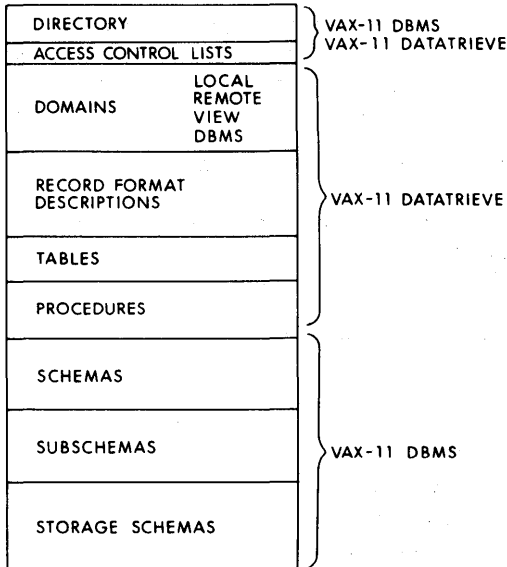 DIRECTORY
VAX-11 DBMS
VAX-11 DATATRIEVE
ACCESS CONTROL LISTS
DOMAINS
LOCAL
REMOTE
VIEW
DBMS
RECORD FORMAT
DESCRIPTIONS
VAX-11 DATATRIEVE
TABLES
PROCEDURES
SCHEMAS
SUBSCHEMAS
VAX-11 DBMS
STORAGE SCHEMAS